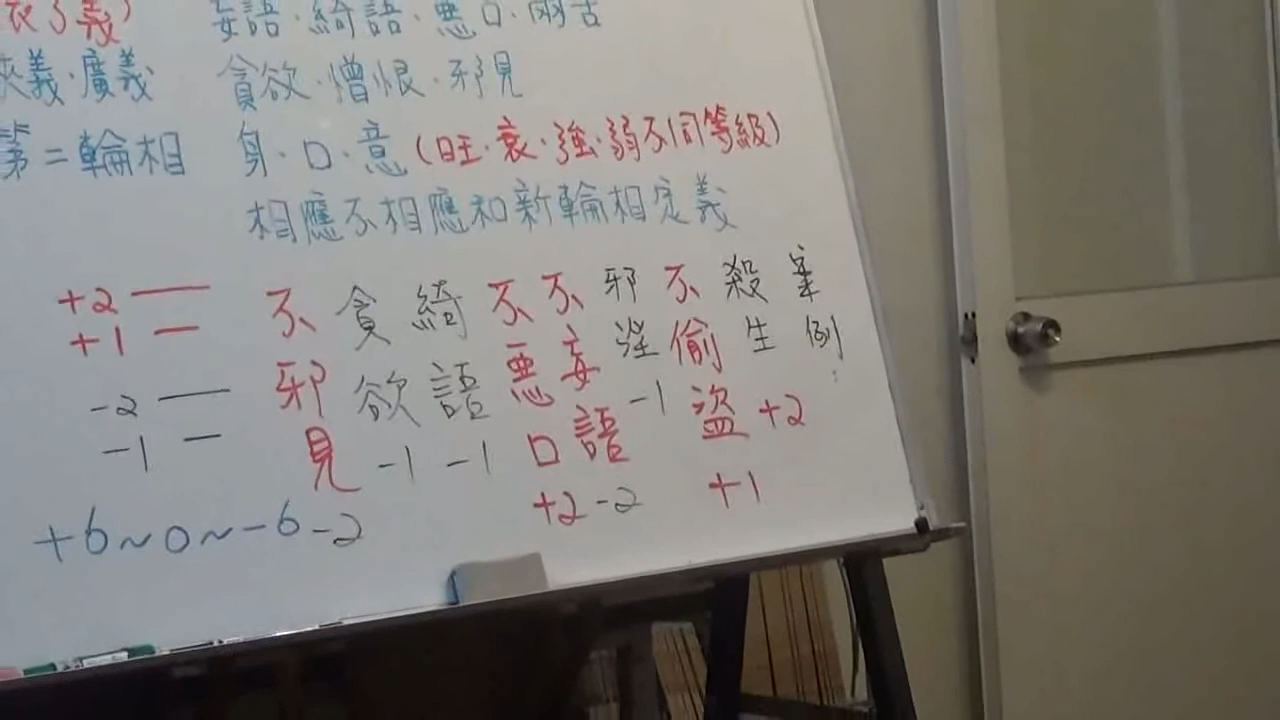 衰了義)
妄語·綺語·惡口·兩舌
狹義·廣義 貪欲·憎恨·邪見
第二輪相 身·口·意(旺·衰·強·弱不同等級)
相應不相應和新輪相定義
案例:
殺生 +2
不偷盜 +1
邪淫 -1
不妄語 -2
不惡口 +2
綺語 -1
貪欲 -1
不邪見 -2
+2 —
+1 —
-2 —
-1 —
+6~0~-6